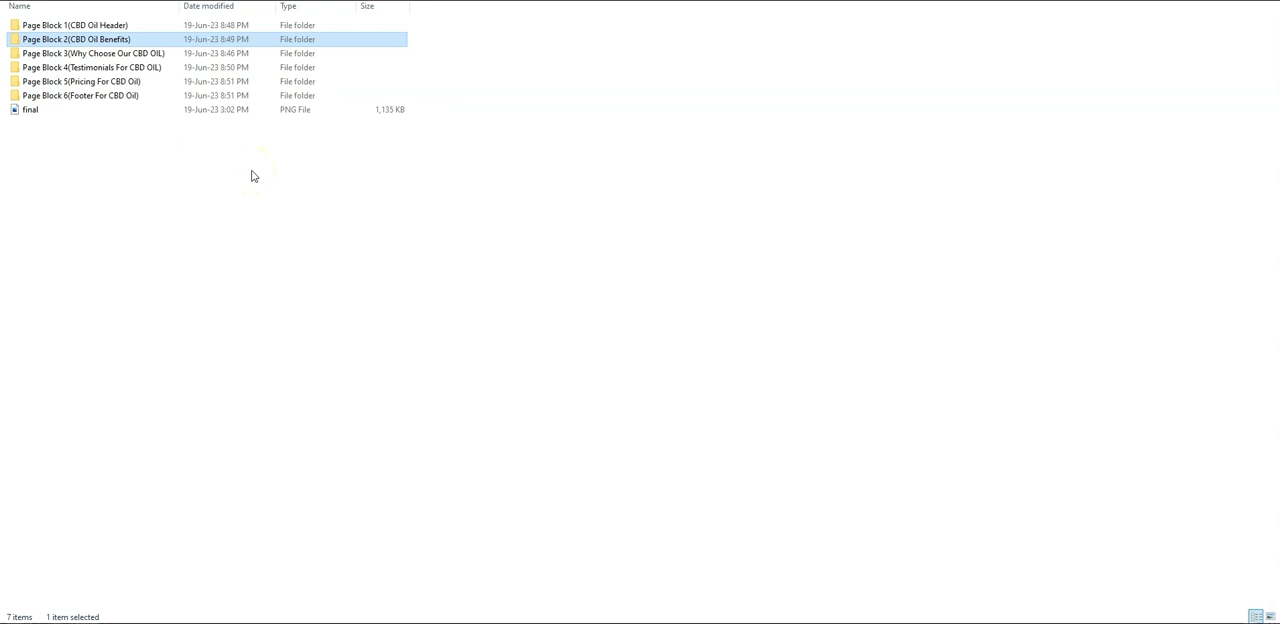 Name Date modified Type Size
Page Block 1(CBD Oil Header) 19-Jun-23 8:48 PM File folder
Page Block 2(CBD Oil Benefits) 19-Jun-23 8:49 PM File folder
Page Block 3(Why Choose Our CBD OIL) 19-Jun-23 8:46 PM File folder
Page Block 4(Testimonials For CBD OIL) 19-Jun-23 8:50 PM File folder
Page Block 5(Pricing For CBD Oil) 19-Jun-23 8:51 PM File folder
Page Block 6(Footer For CBD Oil) 19-Jun-23 8:51 PM File folder
final 19-Jun-23 3:02 PM PNG File 1,135 KB
7 items 1 item selected